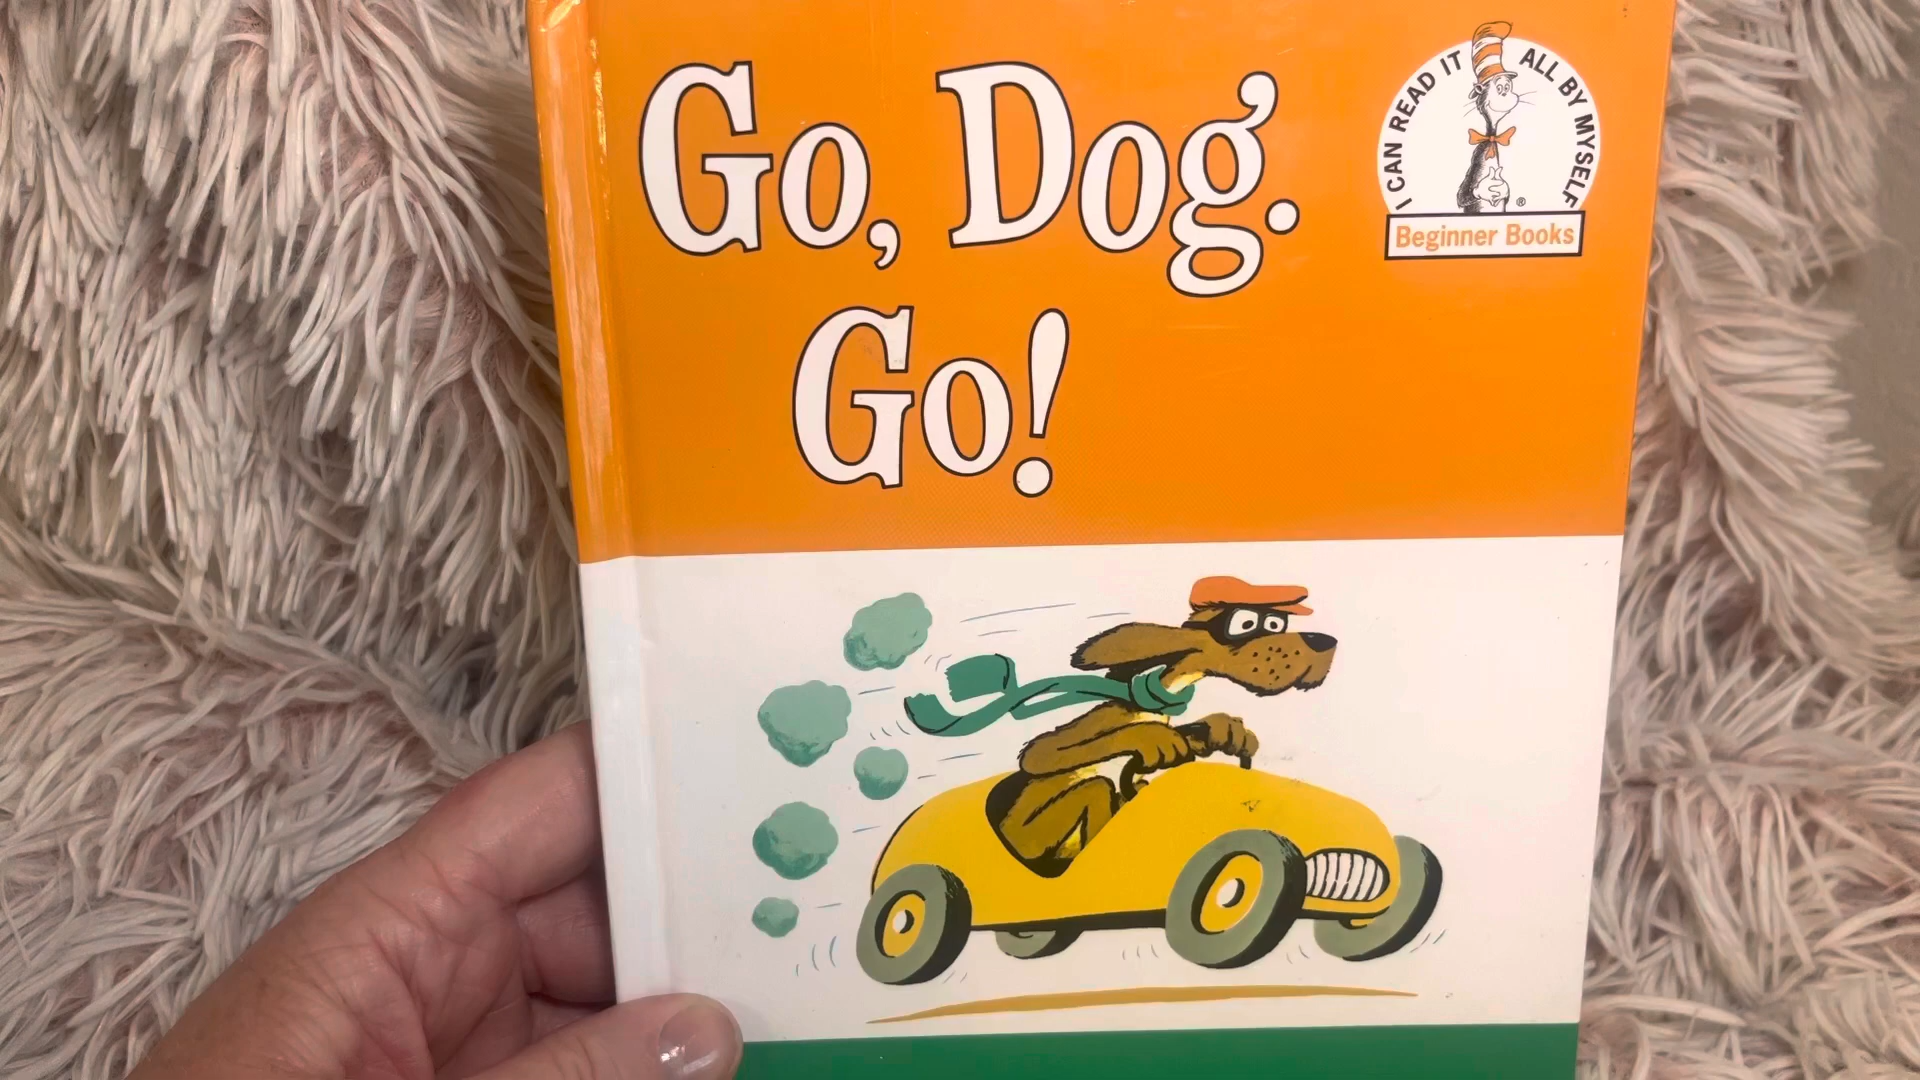 Go, Dog.
Go!
I CAN READ IT ALL BY MYSELF
®
Beginner Books